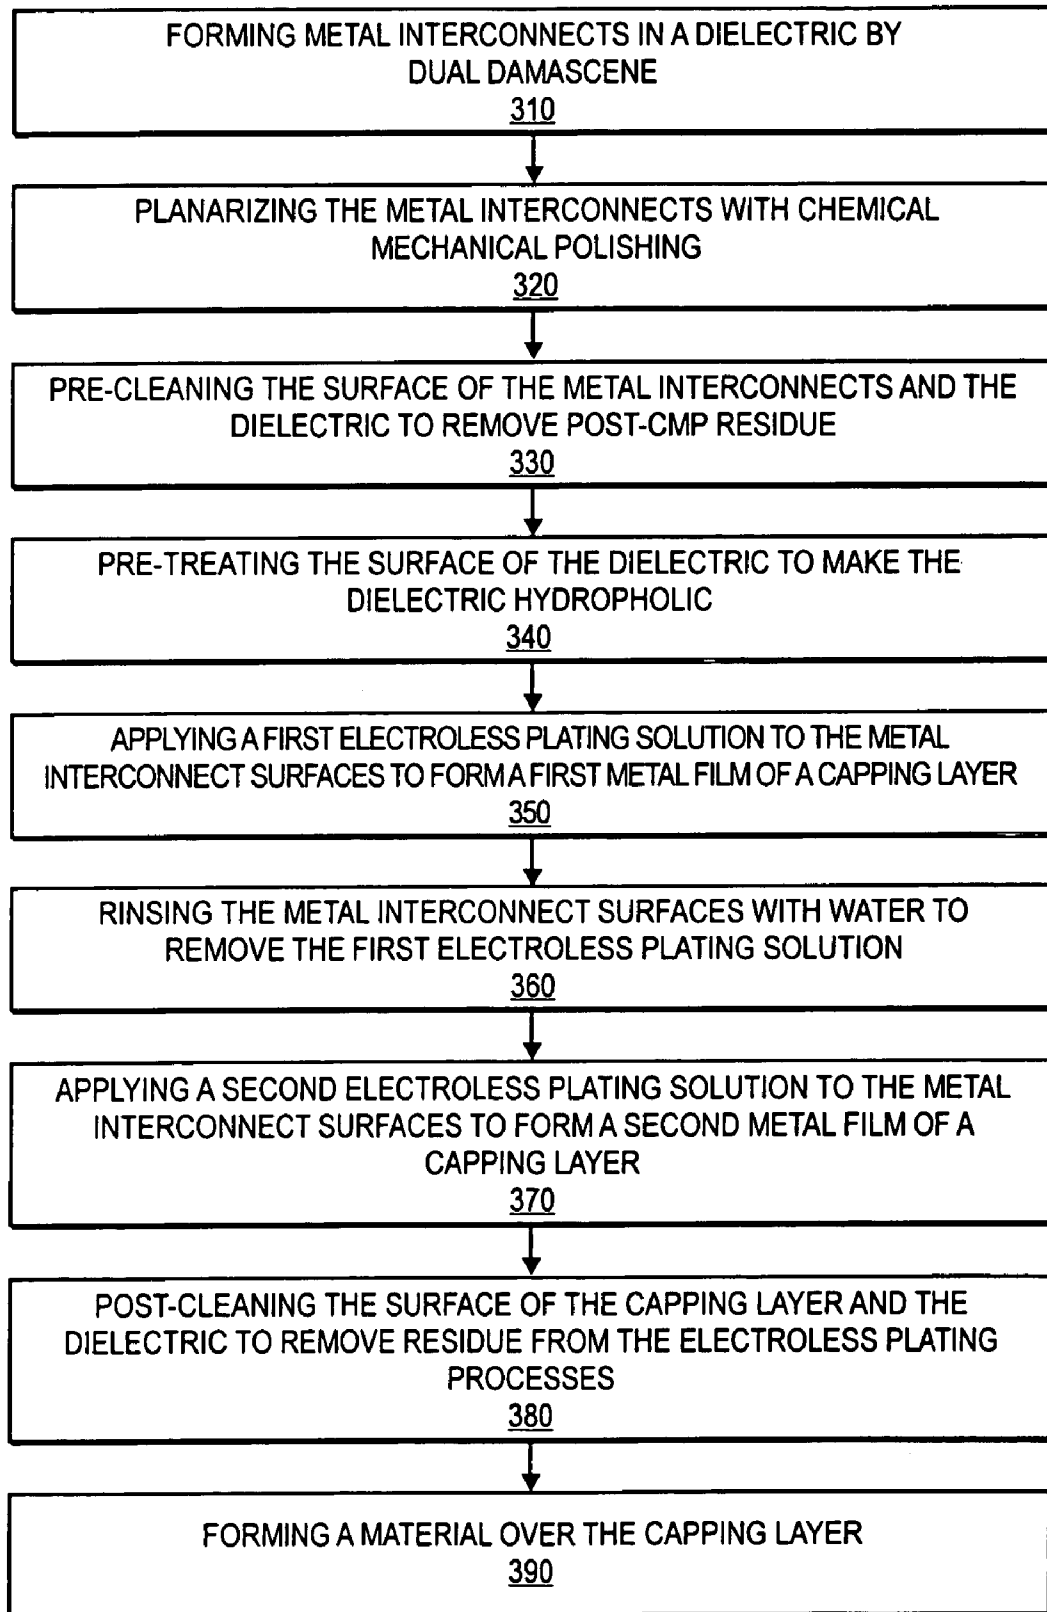 FORMING METAL INTERCONNECTS IN A DIELECTRIC BY
DUAL DAMASCENE
310
PLANARIZING THE METAL INTERCONNECTS WITH CHEMICAL
MECHANICAL POLISHING
320
PRE-CLEANING THE SURFACE OF THE METAL INTERCONNECTS AND THE
DIELECTRIC TO REMOVE POST-CMP RESIDUE
330
PRE-TREATING THE SURFACE OF THE DIELECTRIC TO MAKE THE
DIELECTRIC HYDROPHOLIC
340
APPLYING A FIRST ELECTROLESS PLATING SOLUTION TO THE METAL
INTERCONNECT SURFACES TO FORM A FIRST METAL FILM OF A CAPPING LAYER
350
RINSING THE METAL INTERCONNECT SURFACES WITH WATER TO
REMOVE THE FIRST ELECTROLESS PLATING SOLUTION
360
APPLYING A SECOND ELECTROLESS PLATING SOLUTION TO THE METAL
INTERCONNECT SURFACES TO FORM A SECOND METAL FILM OF A
CAPPING LAYER
370
POST-CLEANING THE SURFACE OF THE CAPPING LAYER AND THE
DIELECTRIC TO REMOVE RESIDUE FROM THE ELECTROLESS PLATING
PROCESSES
380
FORMING A MATERIAL OVER THE CAPPING LAYER
390